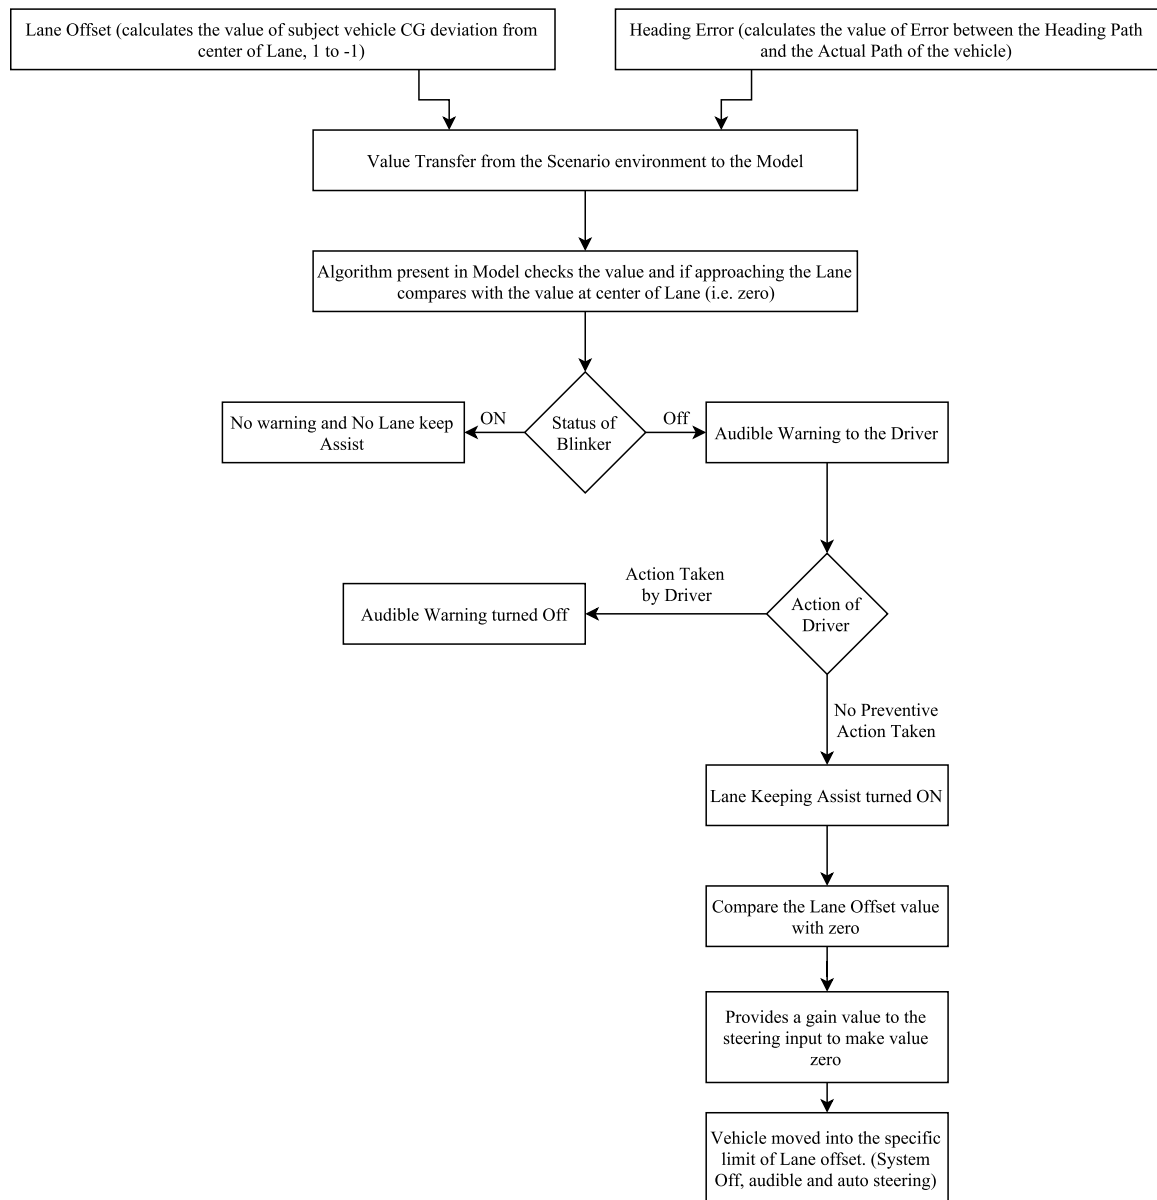 Lane Offset (calculates the value of subject vehicle CG deviation from
center of Lane, 1 to -1)
Heading Error (calculates the value of Error between the Heading Path
and the Actual Path of the vehicle)
Value Transfer from the Scenario environment to the Model
Algorithm present in Model checks the value and if approaching the Lane
compares with the value at center of Lane (i.e. zero)
No warning and No Lane keep
Assist
ON
Status of
Blinker
Off
Audible Warning to the Driver
Audible Warning turned Off
Action Taken
by Driver
Action of
Driver
No Preventive
Action Taken
Lane Keeping Assist turned ON
Compare the Lane Offset value
with zero
Provides a gain value to the
steering input to make value
zero
Vehicle moved into the specific
limit of Lane offset. (System
Off, audible and auto steering)